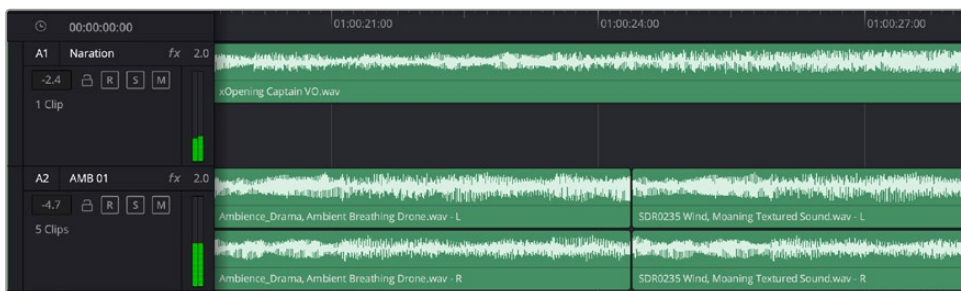 00:00:00:00 01:00:21:00 01:00:24:00 01:00:27:00
A1 Naration fx 2.0
-2.4 R S M
1 Clip
xOpening Captain VO.wav
A2 AMB 01 fx 2.0
-4.7 R S M
5 Clips
Ambience_Drama, Ambient Breathing Drone.wav - L SDR0235 Wind, Moaning Textured Sound.wav - L
Ambience_Drama, Ambient Breathing Drone.wav - R SDR0235 Wind, Moaning Textured Sound.wav - R